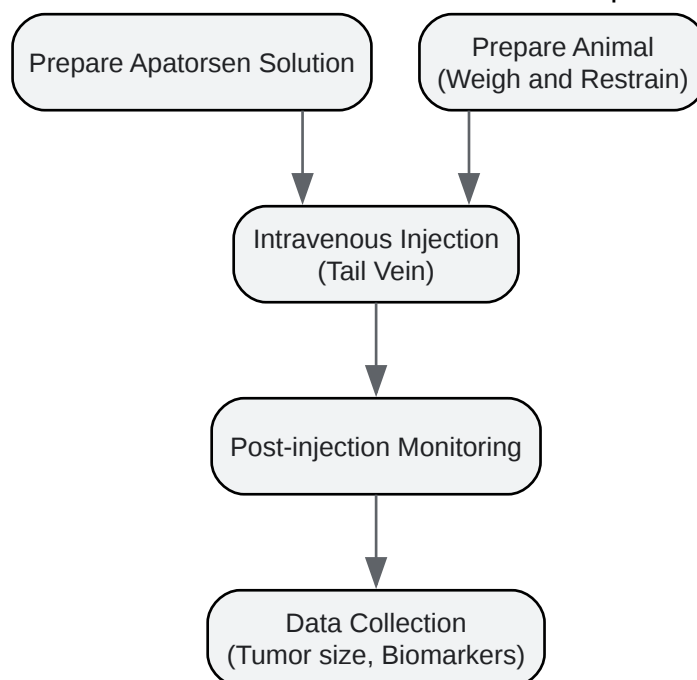 Prepare Apatorsen Solution
Prepare Animal
(Weigh and Restrain)
Intravenous Injection
(Tail Vein)
Post-injection Monitoring
Data Collection
(Tumor size, Biomarkers)